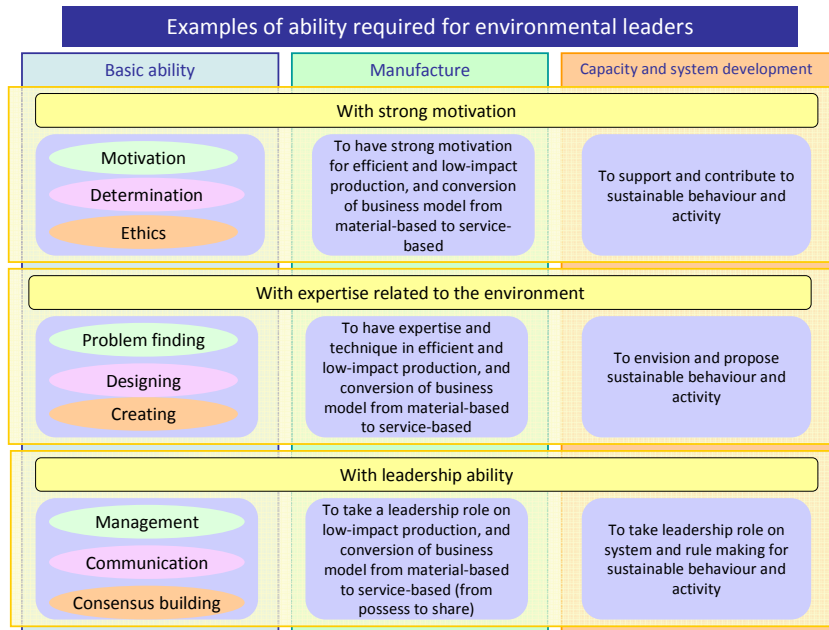 Examples of ability required for environmental leaders
Basic ability
Manufacture
Capacity and system development
With strong motivation
Motivation
Determination
Ethics
To have strong motivation
for efficient and low-impact
production, and conversion
of business model from
material-based to service-
based
To support and contribute to
sustainable behaviour and
activity
With expertise related to the environment
Problem finding
Designing
Creating
To have expertise and
technique in efficient and
low-impact production, and
conversion of business
model from material-based
to service-based
To envision and propose
sustainable behaviour and
activity
With leadership ability
Management
Communication
Consensus building
To take a leadership role on
low-impact production, and
conversion of business
model from material-based
to service-based (from
possess to share)
To take leadership role on
system and rule making for
sustainable behaviour and
activity